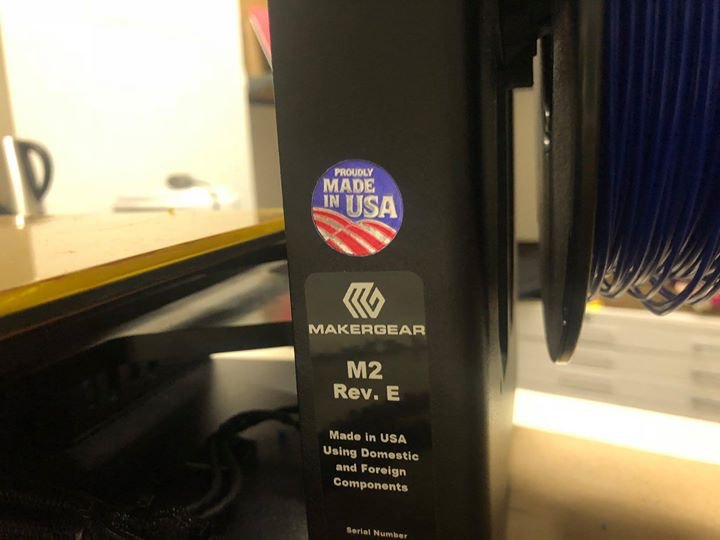 PROUDLY
MADE
IN USA
MAKERGEAR
M2
Rev. E
Made in USA
Using Domestic
and Foreign
Components
Serial Number